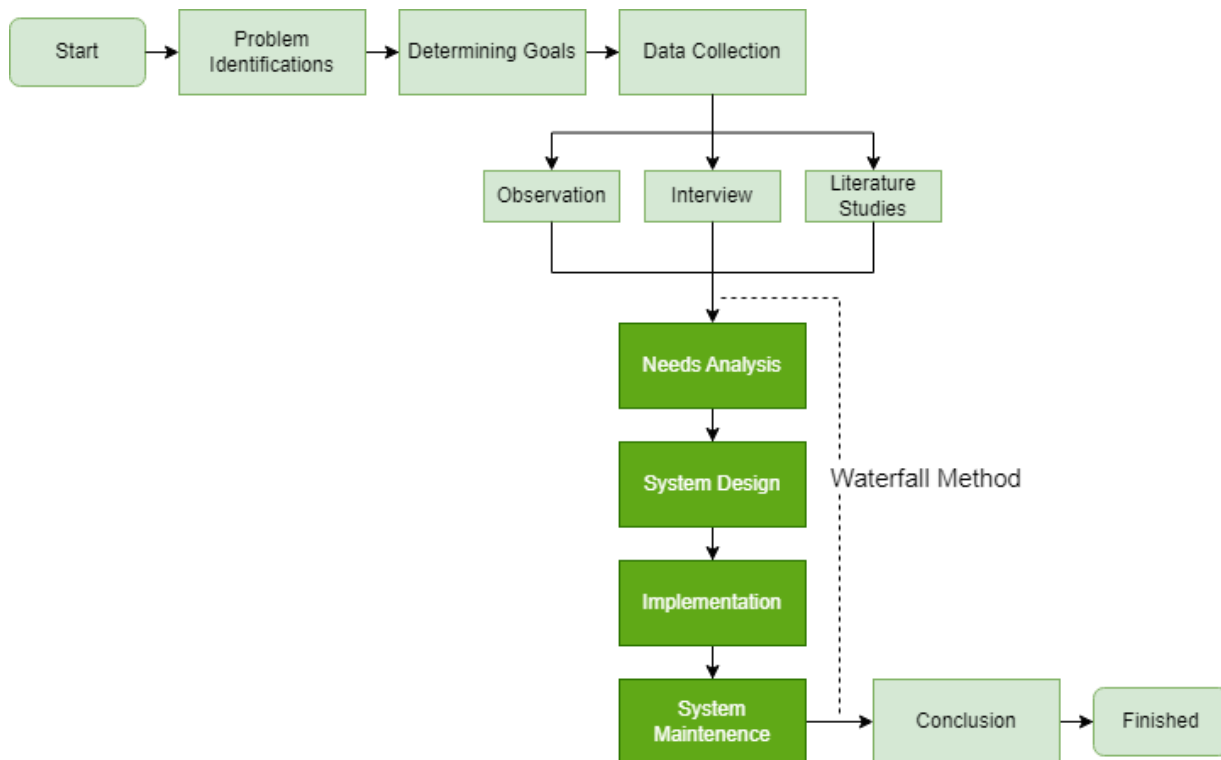 Start
Problem
Identifications
Determining Goals
Data Collection
Observation
Interview
Literature
Studies
Needs Analysis
System Design
Waterfall Method
Implementation
System
Maintenence
Conclusion
Finished